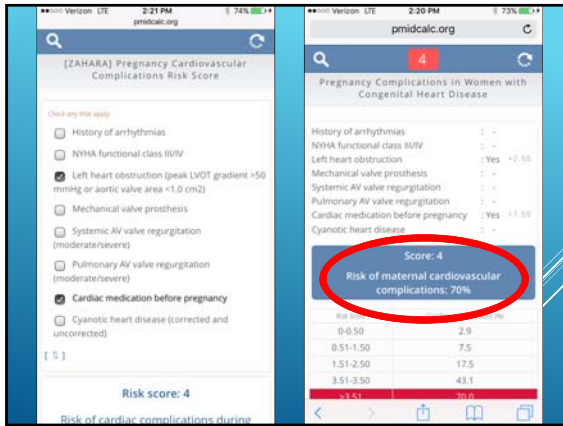 Verizon LTE 2:21 PM 74%
pmidcalc.org
[ZAHARA] Pregnancy Cardiovascular
Complications Risk Score
Check any that apply
History of arrhythmias
NYHA functional class III/IV
Left heart obstruction (peak LVOT gradient >50
mmHg or aortic valve area <1.0 cm2)
Mechanical valve prosthesis
Systemic AV valve regurgitation
(moderate/severe)
Pulmonary AV valve regurgitation
(moderate/severe)
Cardiac medication before pregnancy
Cyanotic heart disease (corrected and
uncorrected)
Risk score: 4
Risk of cardiac complications during
Verizon LTE 2:20 PM 73%
pmidcalc.org
4
Pregnancy Complications in Women with
Congenital Heart Disease
History of arrhythmias : -
NYHA functional class III/IV : -
Left heart obstruction : Yes +2.50
Mechanical valve prosthesis : -
Systemic AV valve regurgitation : -
Pulmonary AV valve regurgitation : -
Cardiac medication before pregnancy : Yes +1.50
Cyanotic heart disease : -
Score: 4
Risk of maternal cardiovascular
complications: 70%
0-0.50 2.9
0.51-1.50 7.5
1.51-2.50 17.5
3.51-3.50 43.1
>3.51 70.0